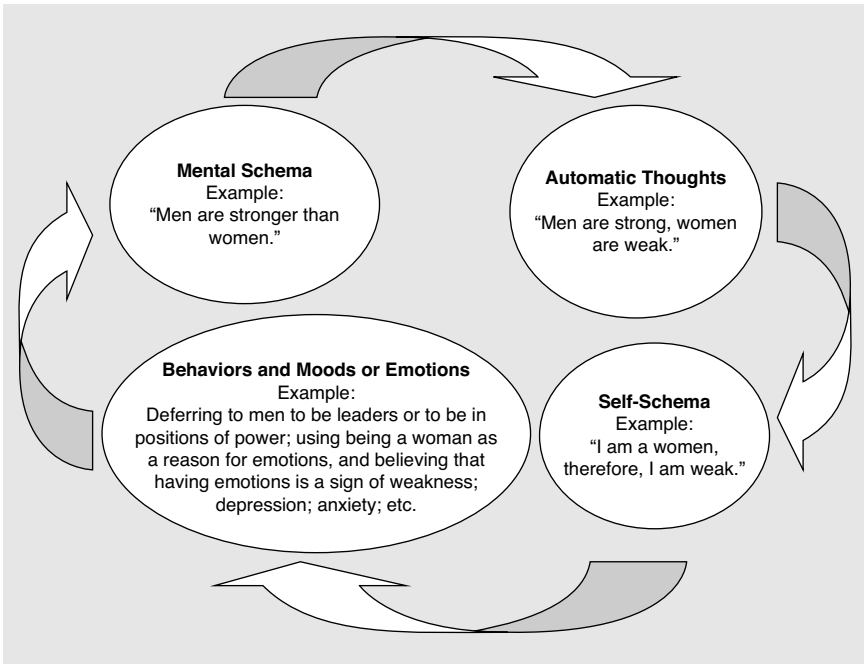 Mental Schema
Example:
“Men are stronger than
women.”
Automatic Thoughts
Example:
“Men are strong, women
are weak.”
Behaviors and Moods or Emotions
Example:
Deferring to men to be leaders or to be in
positions of power; using being a woman as
a reason for emotions, and believing that
having emotions is a sign of weakness;
depression; anxiety; etc.
Self-Schema
Example:
“I am a women,
therefore, I am weak.”